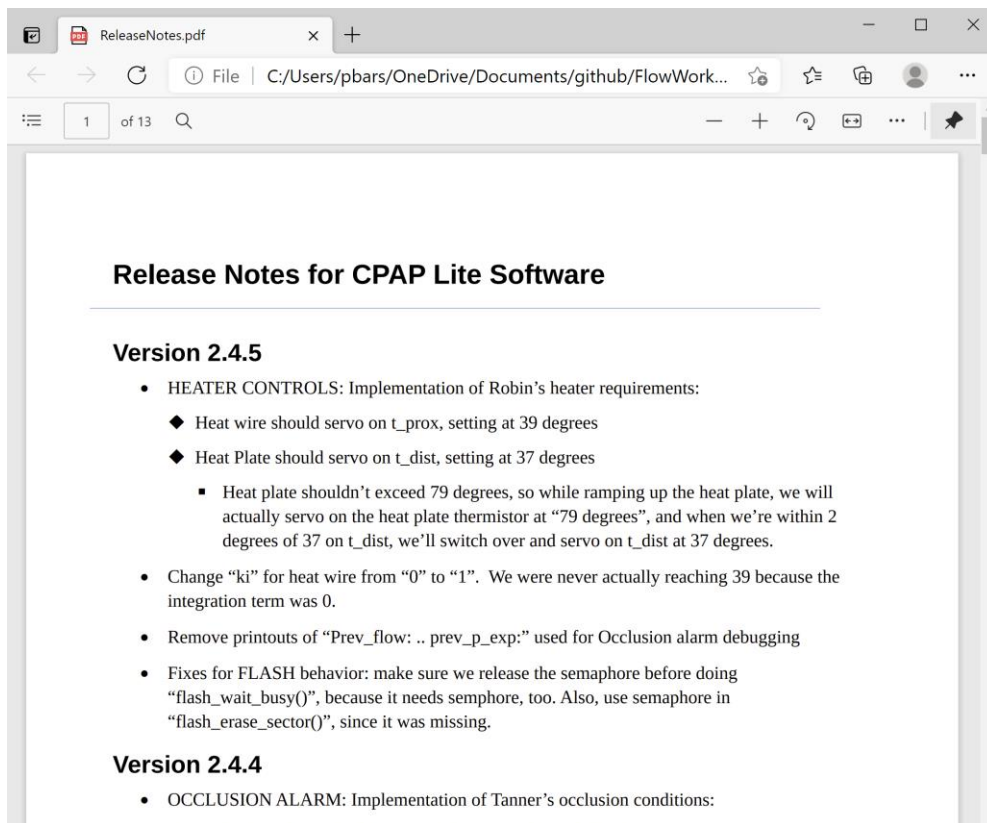 ReleaseNotes.pdf
File | C:/Users/pbars/OneDrive/Documents/github/FlowWork...
1 of 13
Release Notes for CPAP Lite Software
Version 2.4.5
• HEATER CONTROLS: Implementation of Robin’s heater requirements:
◆ Heat wire should servo on t_prox, setting at 39 degrees
◆ Heat Plate should servo on t_dist, setting at 37 degrees
▪ Heat plate shouldn’t exceed 79 degrees, so while ramping up the heat plate, we will
actually servo on the heat plate thermistor at “79 degrees”, and when we’re within 2
degrees of 37 on t_dist, we’ll switch over and servo on t_dist at 37 degrees.
• Change “ki” for heat wire from “0” to “1”.  We were never actually reaching 39 because the
integration term was 0.
• Remove printouts of “Prev_flow: .. prev_p_exp:” used for Occlusion alarm debugging
• Fixes for FLASH behavior: make sure we release the semaphore before doing
“flash_wait_busy()”, because it needs semphore, too. Also, use semaphore in
“flash_erase_sector()”, since it was missing.
Version 2.4.4
• OCCLUSION ALARM: Implementation of Tanner’s occlusion conditions: